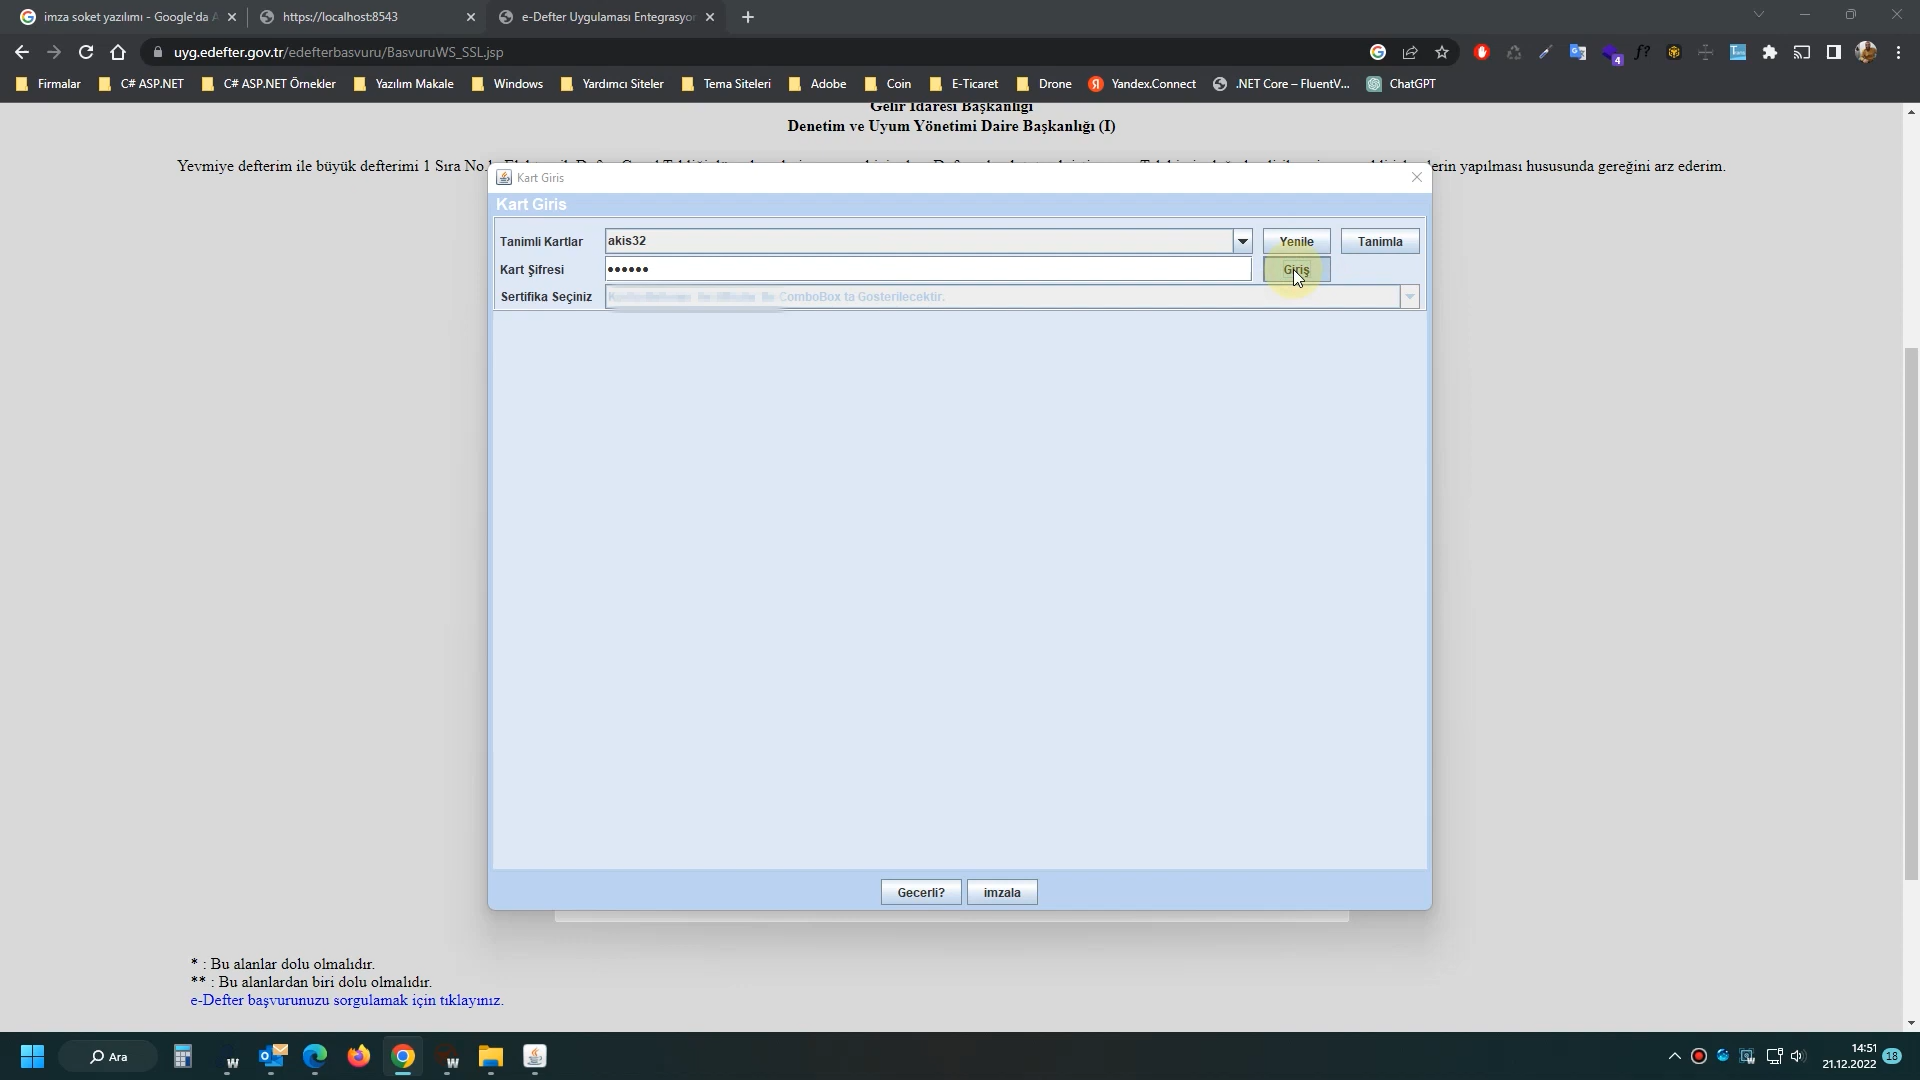 imza soket yazılımı - Google'da A
https://localhost:8543
e-Defter Uygulaması Entegrasyon
uyg.edefter.gov.tr/edefterbasvuru/BasvuruWS_SSL.jsp
4
Firmalar
C# ASP.NET
C# ASP.NET Örnekler
Yazılım Makale
Windows
Yardımcı Siteler
Tema Siteleri
Adobe
Coin
E-Ticaret
Drone
Yandex.Connect
.NET Core – FluentV...
ChatGPT
Gelir İdaresi Başkanlığı
Denetim ve Uyum Yönetimi Daire Başkanlığı (I)
Yevmiye defterim ile büyük defterimi 1 Sıra No.
erin yapılması hususunda gereğini arz ederim.
Kart Giris
Kart Giris
Tanimli Kartlar
akis32
Yenile
Tanimla
Kart Şifresi
••••••
Giriş
Sertifika Seçiniz
ComboBox ta Gosterilecektir.
Gecerli?
imzala
* : Bu alanlar dolu olmalıdır.
** : Bu alanlardan biri dolu olmalıdır.
e-Defter başvurunuzu sorgulamak için tıklayınız.
Ara
14:51
21.12.2022
18